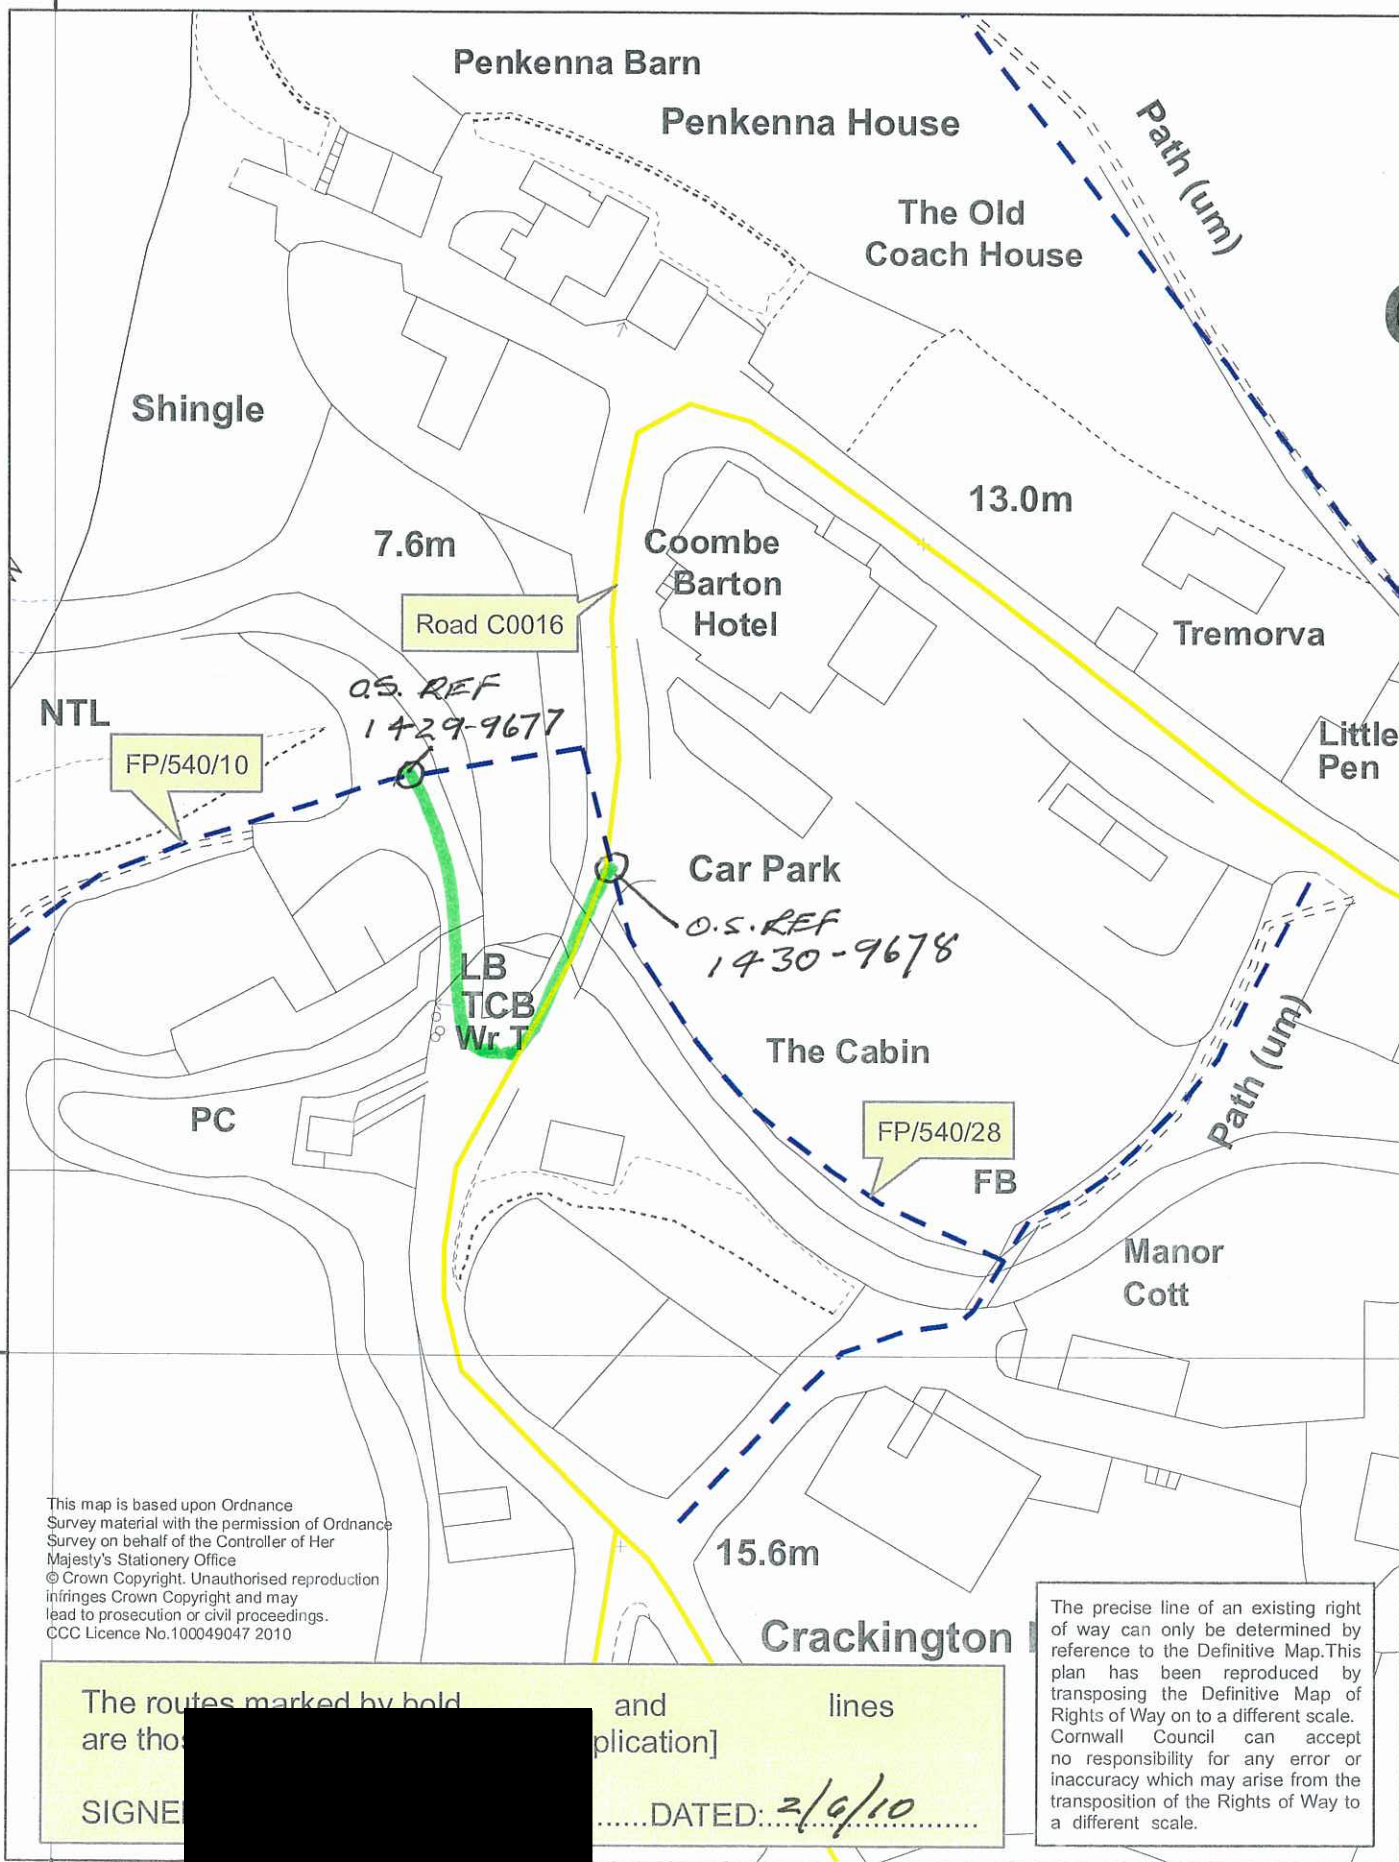 Penkenna Barn
Penkenna House
Path (um)
The Old
Coach House
Shingle
13.0m
7.6m
Coombe
Barton
Hotel
Road C0016
Tremorva
O.S. REF
1429-9677
NTL
Little
Pen
FP/540/10
Car Park
O.S. REF
1430-9678
LB
TCB
Wr T
The Cabin
Path (um)
PC
FP/540/28
FB
Manor
Cott
This map is based upon Ordnance
Survey material with the permission of Ordnance
Survey on behalf of the Controller of Her
Majesty's Stationery Office
© Crown Copyright. Unauthorised reproduction
infringes Crown Copyright and may
lead to prosecution or civil proceedings.
CCC Licence No.100049047 2010
15.6m
Crackington
The precise line of an existing right
of way can only be determined by
reference to the Definitive Map.This
plan has been reproduced by
transposing the Definitive Map of
Rights of Way on to a different scale.
Cornwall Council can accept
no responsibility for any error or
inaccuracy which may arise from the
transposition of the Rights of Way to
a different scale.
The routes marked by bold and lines
are thos plication]
SIGNE ......DATED: 2/6/10